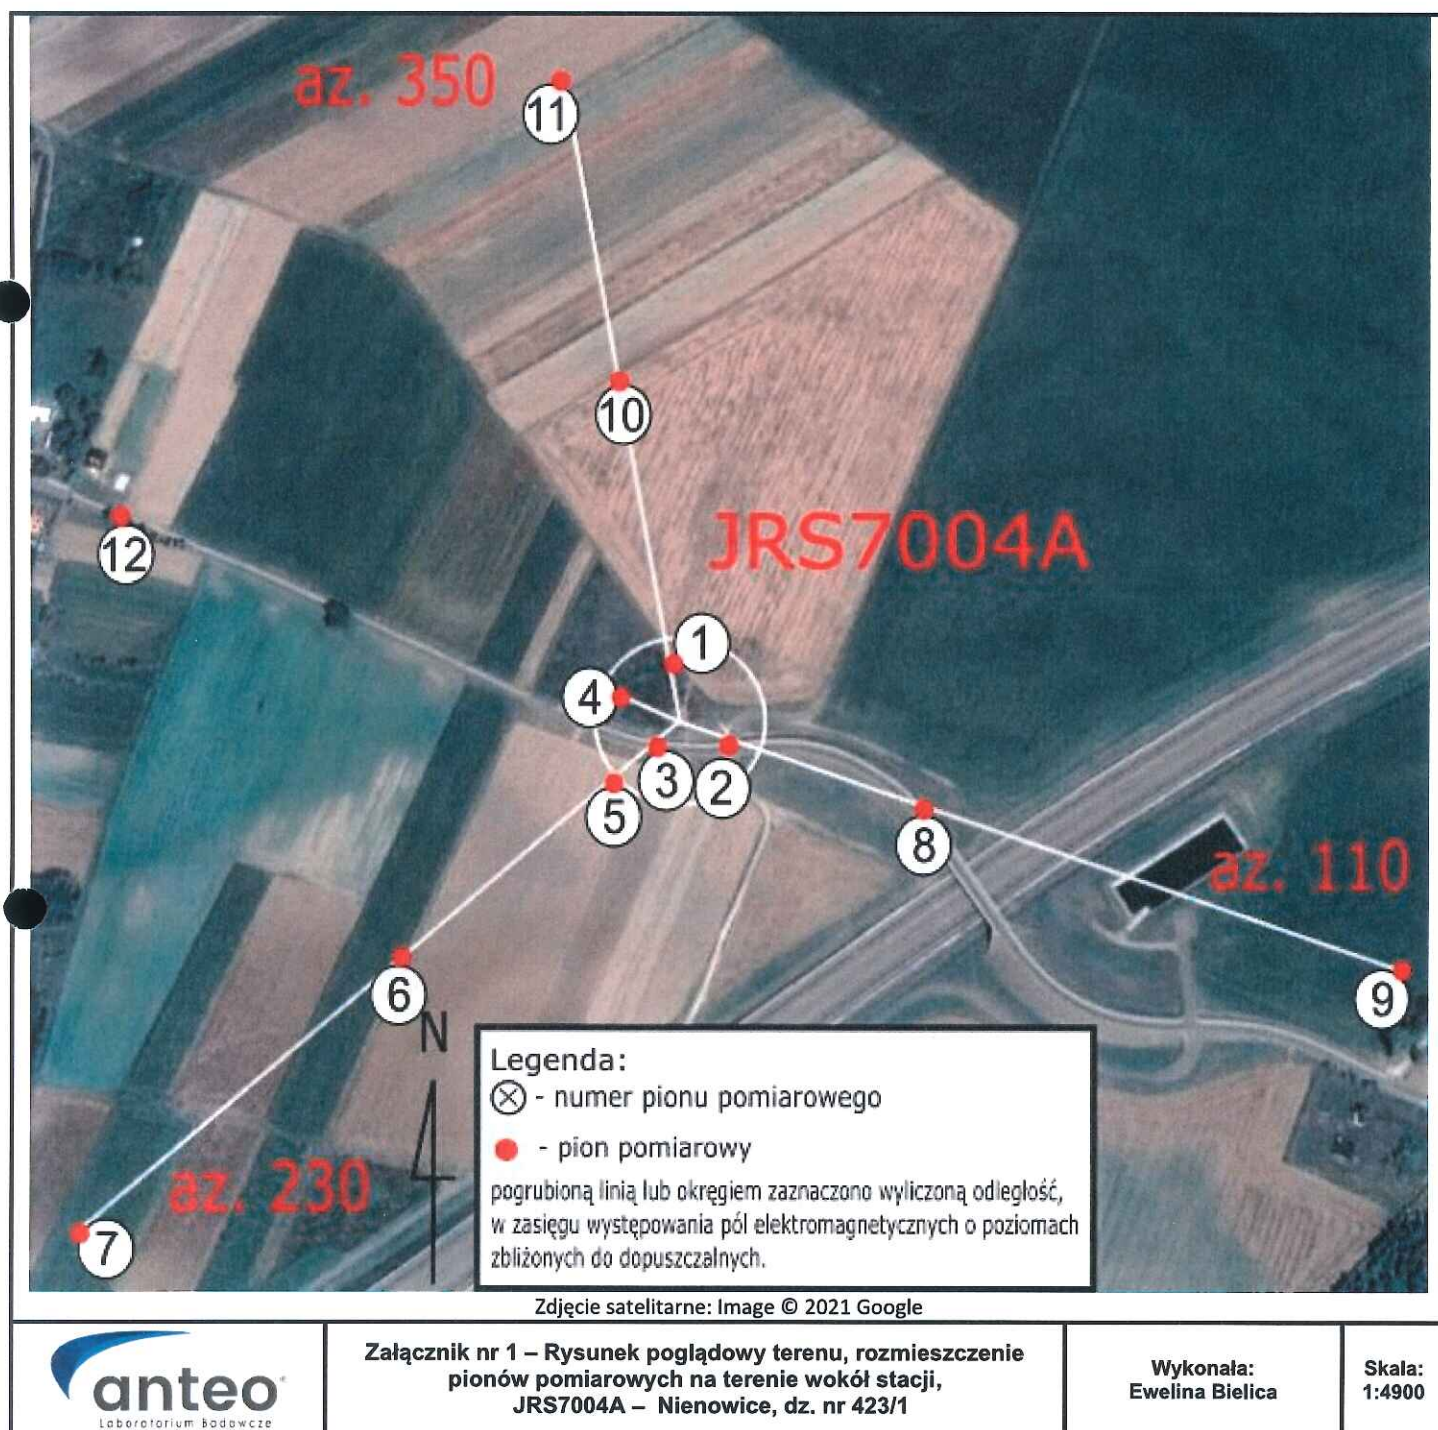 az. 350
11
10
JRS7004A
12
1
4
3
2
5
8
az. 110
6
9
N
az. 230
7
Legenda:
- numer pionu pomiarowego
- pion pomiarowy
pogrubioną linią lub okręgiem zaznaczono wyliczoną odległość,
w zasięgu występowania pól elektromagnetycznych o poziomach
zbliżonych do dopuszczalnych.
Zdjęcie satelitarne: Image © 2021 Google
anteo
Laboratorium Badawcze
Załącznik nr 1 – Rysunek poglądowy terenu, rozmieszczenie
pionów pomiarowych na terenie wokół stacji,
JRS7004A – Nienowice, dz. nr 423/1
Wykonała:
Ewelina Bielica
Skala:
1:4900